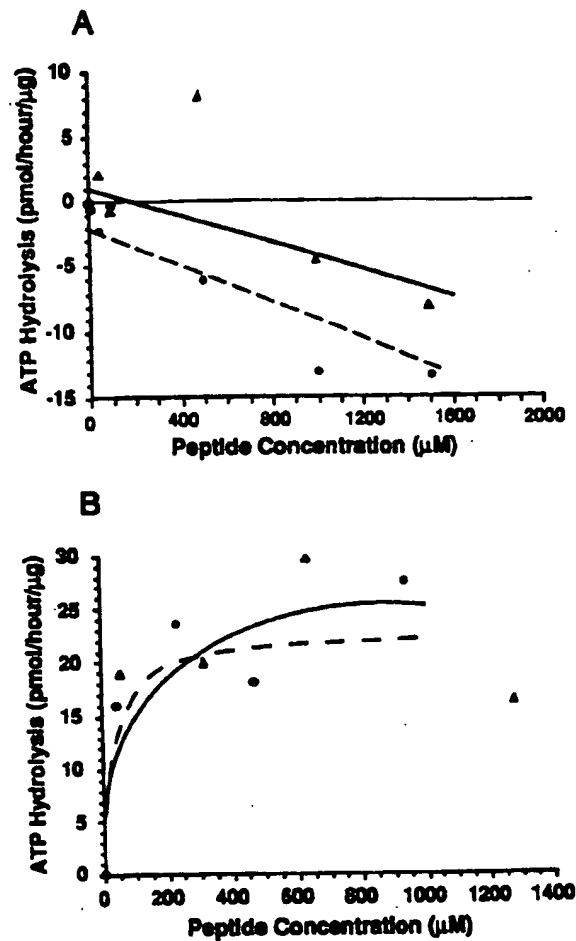 A
ATP Hydrolysis (pmol/hour/μg)
10
5
0
-5
-10
-15
0 400 800 1200 1600 2000
Peptide Concentration (μM)
B
ATP Hydrolysis (pmol/hour/μg)
30
25
20
15
10
5
0
0 200 400 600 800 1000 1200 1400
Peptide Concentration (μM)